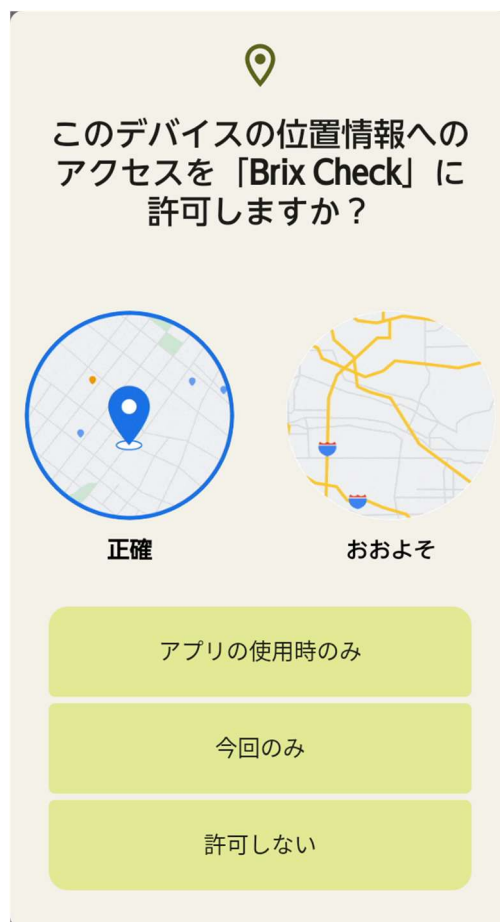 このデバイスの位置情報への
アクセスを「Brix Check」に
許可しますか？
正確
おおよそ
アプリの使用時のみ
今回のみ
許可しない